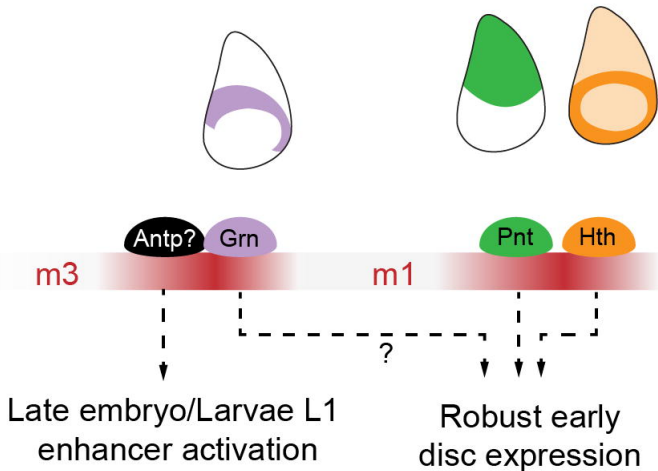 Antp? Grn Pnt Hth
m3 m1
?
Late embryo/Larvae L1
enhancer activation
Robust early
disc expression